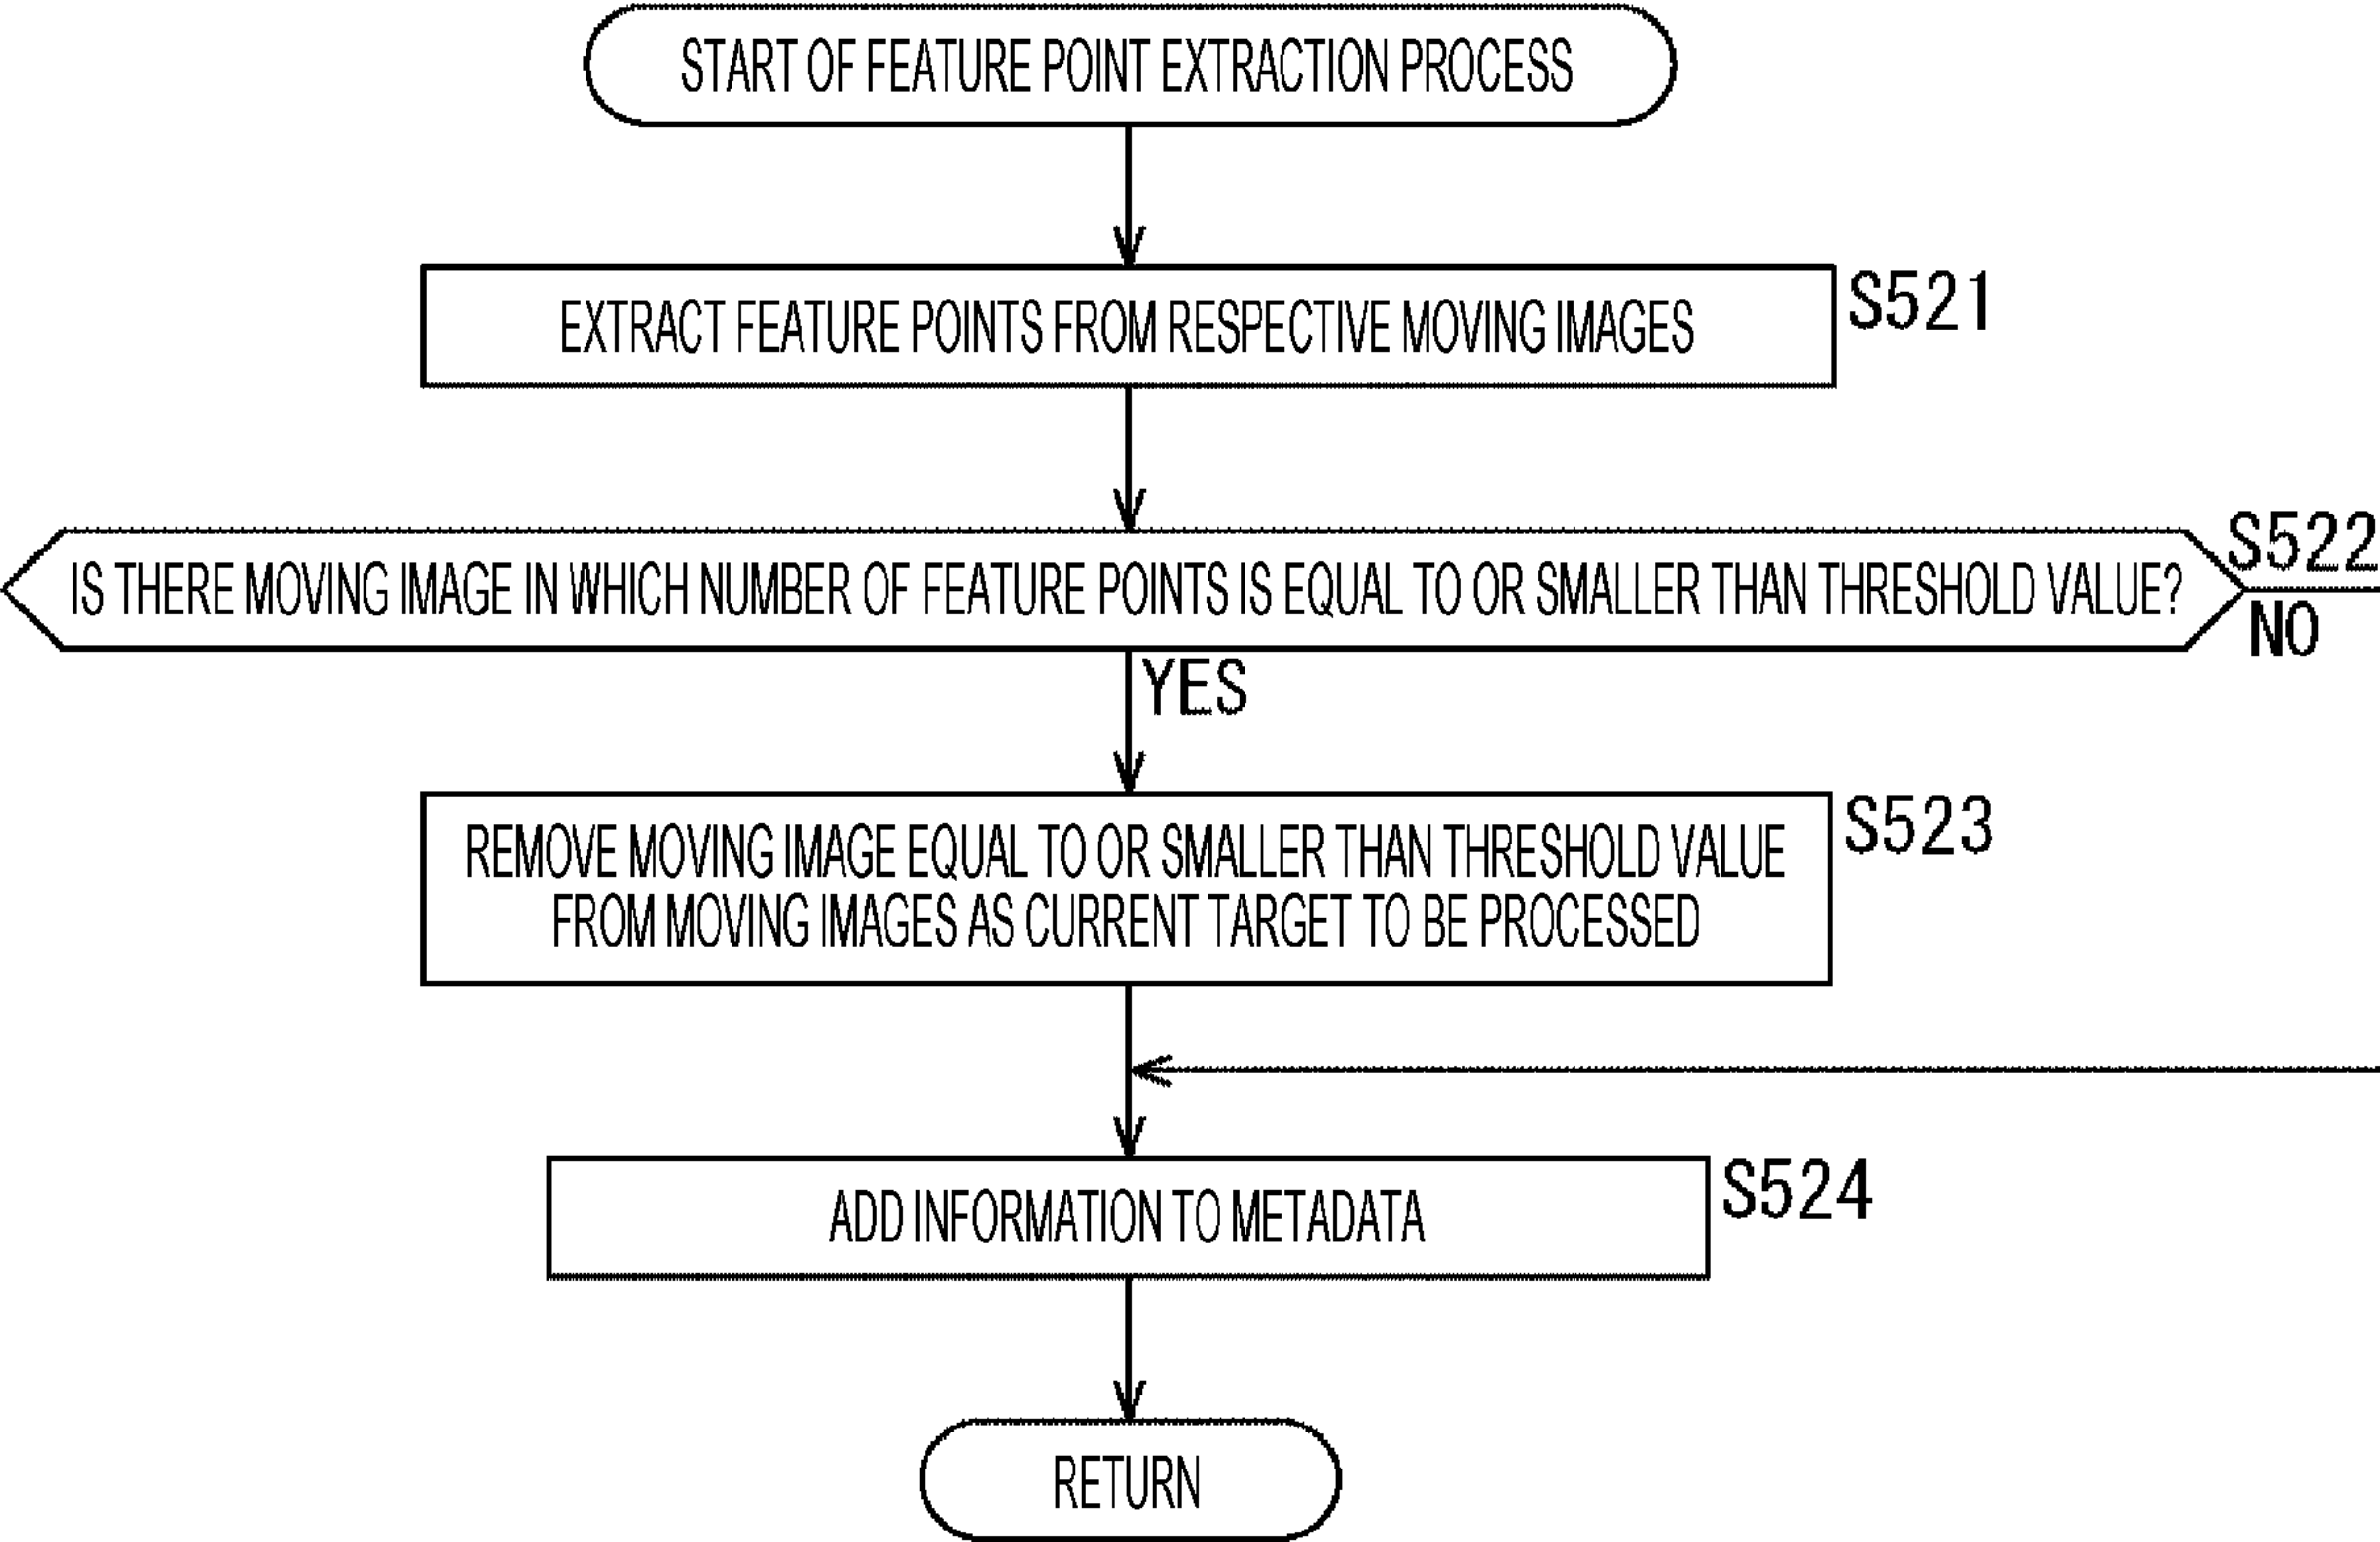 START OF FEATURE POINT EXTRACTION PROCESS
EXTRACT FEATURE POINTS FROM RESPECTIVE MOVING IMAGES
S521
IS THERE MOVING IMAGE IN WHICH NUMBER OF FEATURE POINTS IS EQUAL TO OR SMALLER THAN THRESHOLD VALUE?
S522
NO
YES
REMOVE MOVING IMAGE EQUAL TO OR SMALLER THAN THRESHOLD VALUE
FROM MOVING IMAGES AS CURRENT TARGET TO BE PROCESSED
S523
ADD INFORMATION TO METADATA
S524
RETURN